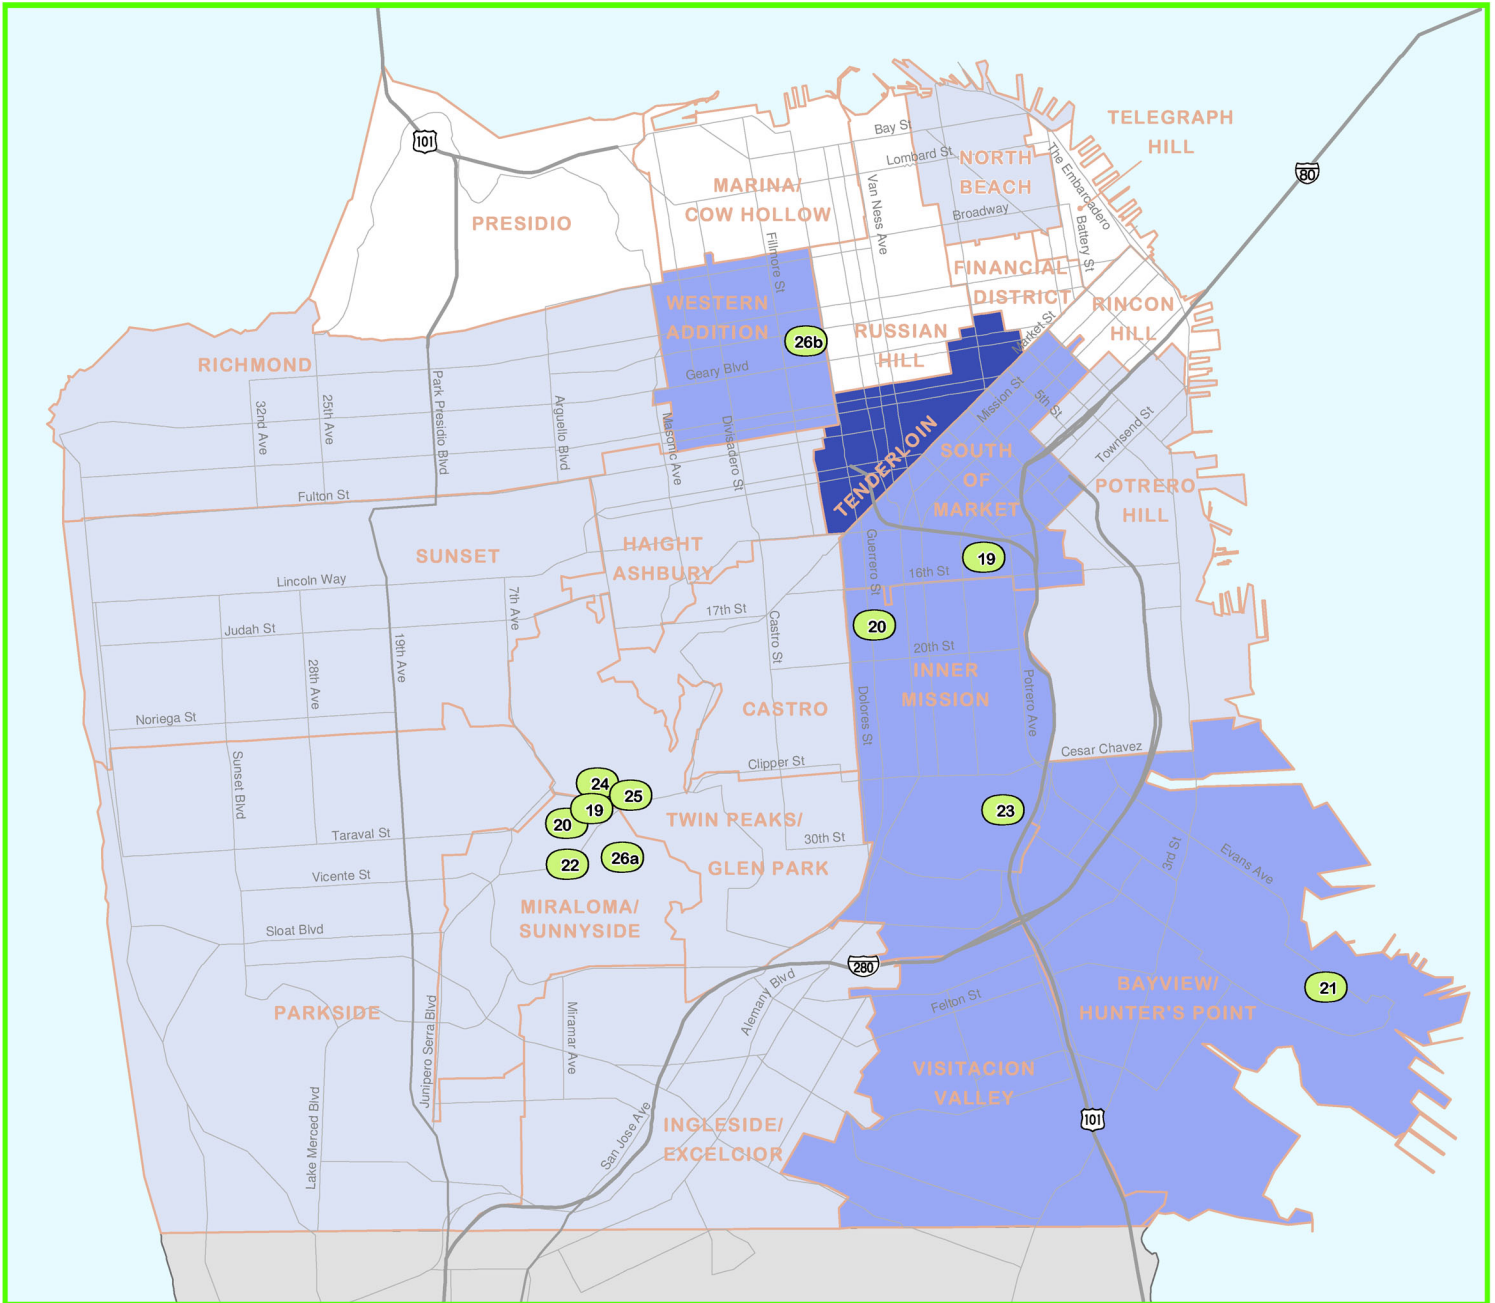 TELEGRAPH
HILL
101
80
Bay St
Lombard St
NORTH
BEACH
The Embarcadero
MARINA/
COW HOLLOW
PRESIDIO
Van Ness Ave
Broadway
Battery St
Fillmore St
FINANCIAL
DISTRICT
WESTERN
ADDITION
RINCON
HILL
RUSSIAN
HILL
26b
Market St
RICHMOND
Geary Blvd
Park Presidio Blvd
32nd Ave
25th Ave
Arguello Blvd
Masonic Ave
Divisadero St
Mission St
5th St
Townsend St
TENDERLOIN
SOUTH
OF
MARKET
POTRERO
HILL
Fulton St
SUNSET
HAIGHT
ASHBURY
19
Guerrero St
16th St
Lincoln Way
7th Ave
17th St
Castro St
20
Judah St
19th Ave
28th Ave
20th St
INNER
MISSION
Potrero Ave
CASTRO
Dolores St
Noriega St
Cesar Chavez
Clipper St
Sunset Blvd
24
25
19
20
23
TWIN PEAKS/
GLEN PARK
30th St
Taraval St
3rd St
Evans Ave
22
26a
Vicente St
MIRALOMA/
SUNNYSIDE
Sloat Blvd
280
21
BAYVIEW/
HUNTER'S POINT
Felton St
Alemany Blvd
PARKSIDE
Miramar Ave
Junipero Serra Blvd
VISITACION
VALLEY
Lake Merced Blvd
San Jose Ave
INGLESIDE/
EXCELCIOR
101